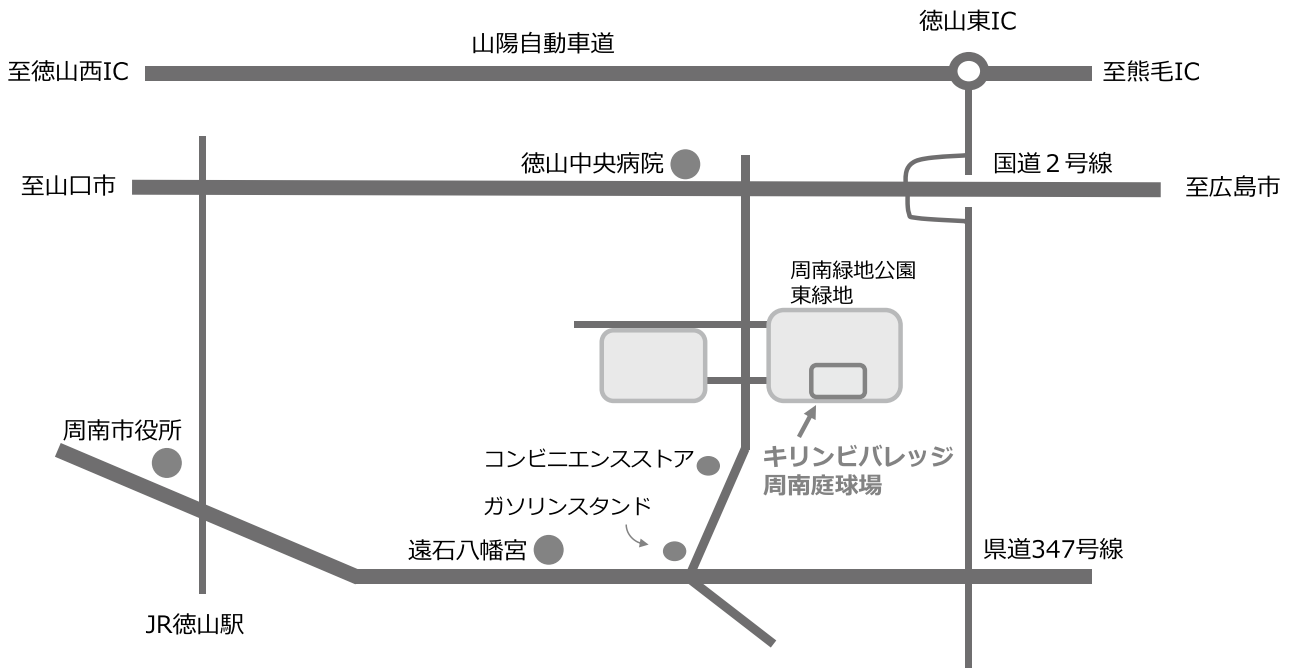 徳山東IC
山陽自動車道
至徳山西IC
至熊毛IC
徳山中央病院
国道２号線
至山口市
至広島市
周南緑地公園
東緑地
周南市役所
コンビニエンスストア
キリンビバレッジ
周南庭球場
ガソリンスタンド
遠石八幡宮
県道347号線
JR徳山駅